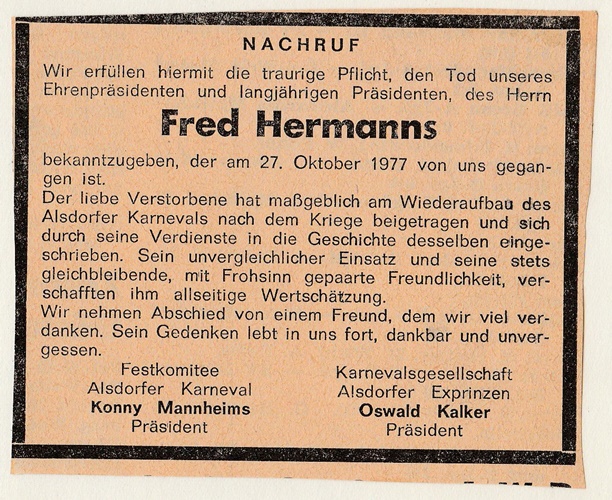 NACHRUF
Wir erfüllen hiermit die traurige Pflicht, den Tod unseres
Ehrenpräsidenten und langjährigen Präsidenten, des Herrn
Fred Hermanns
bekanntzugeben, der am 27. Oktober 1977 von uns gegan-
gen ist.
Der liebe Verstorbene hat maßgeblich am Wiederaufbau des
Alsdorfer Karnevals nach dem Kriege beigetragen und sich
durch seine Verdienste in die Geschichte desselben einge-
schrieben. Sein unvergleichlicher Einsatz und seine stets
gleichbleibende, mit Frohsinn gepaarte Freundlichkeit, ver-
schafften ihm allseitige Wertschätzung.
Wir nehmen Abschied von einem Freund, dem wir viel ver-
danken. Sein Gedenken lebt in uns fort, dankbar und unver-
gessen.
Festkomitee
Alsdorfer Karneval
Konny Mannheims
Präsident
Karnevalsgesellschaft
Alsdorfer Exprinzen
Oswald Kalker
Präsident